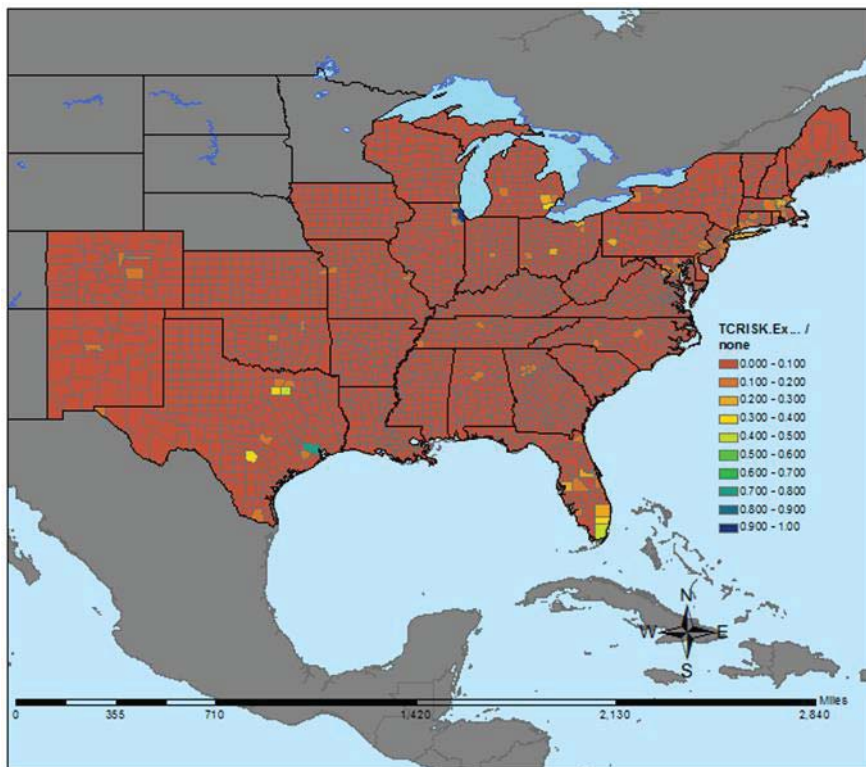 TCRISK.Ex... /
none
0.000 - 0.100
0.100 - 0.200
0.200 - 0.300
0.300 - 0.400
0.400 - 0.500
0.500 - 0.600
0.600 - 0.700
0.700 - 0.800
0.800 - 0.900
0.900 - 1.00
N
W E
S
Miles
0 355 710 1,420 2,130 2,840